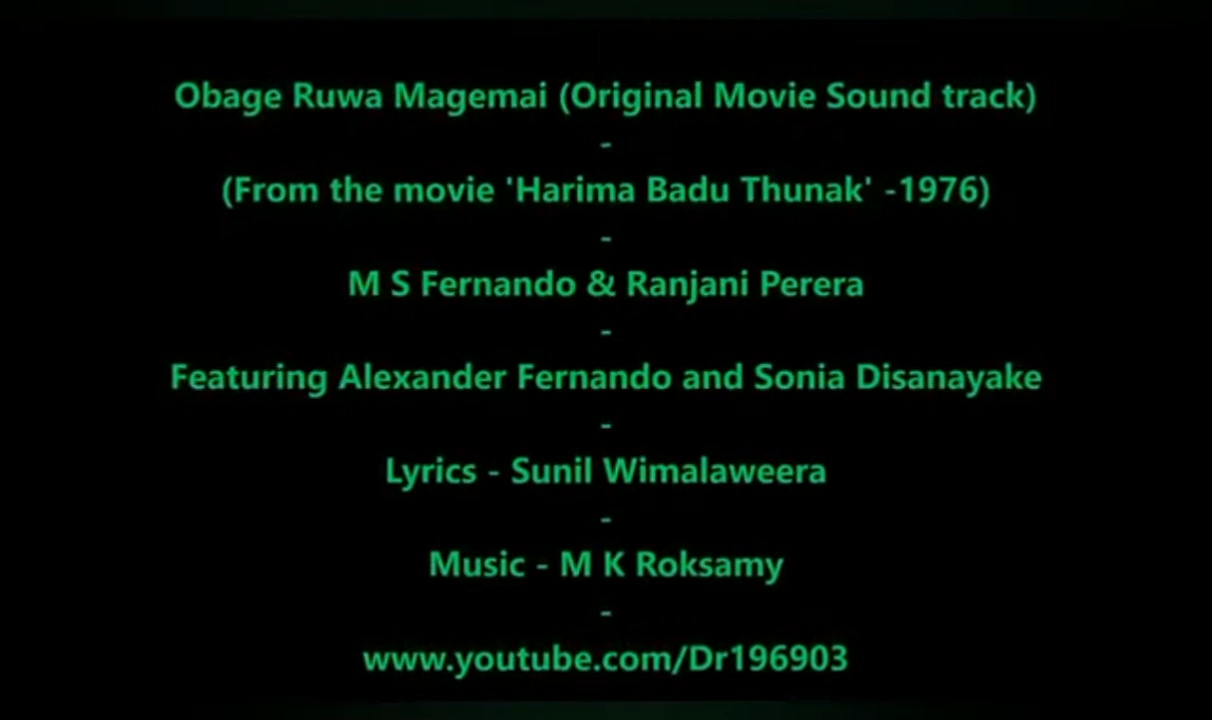 Obage Ruwa Magemai (Original Movie Sound track)
-
(From the movie 'Harima Badu Thunak' -1976)
-
M S Fernando & Ranjani Perera
-
Featuring Alexander Fernando and Sonia Disanayake
-
Lyrics - Sunil Wimalaweera
-
Music - M K Roksamy
-
www.youtube.com/Dr196903